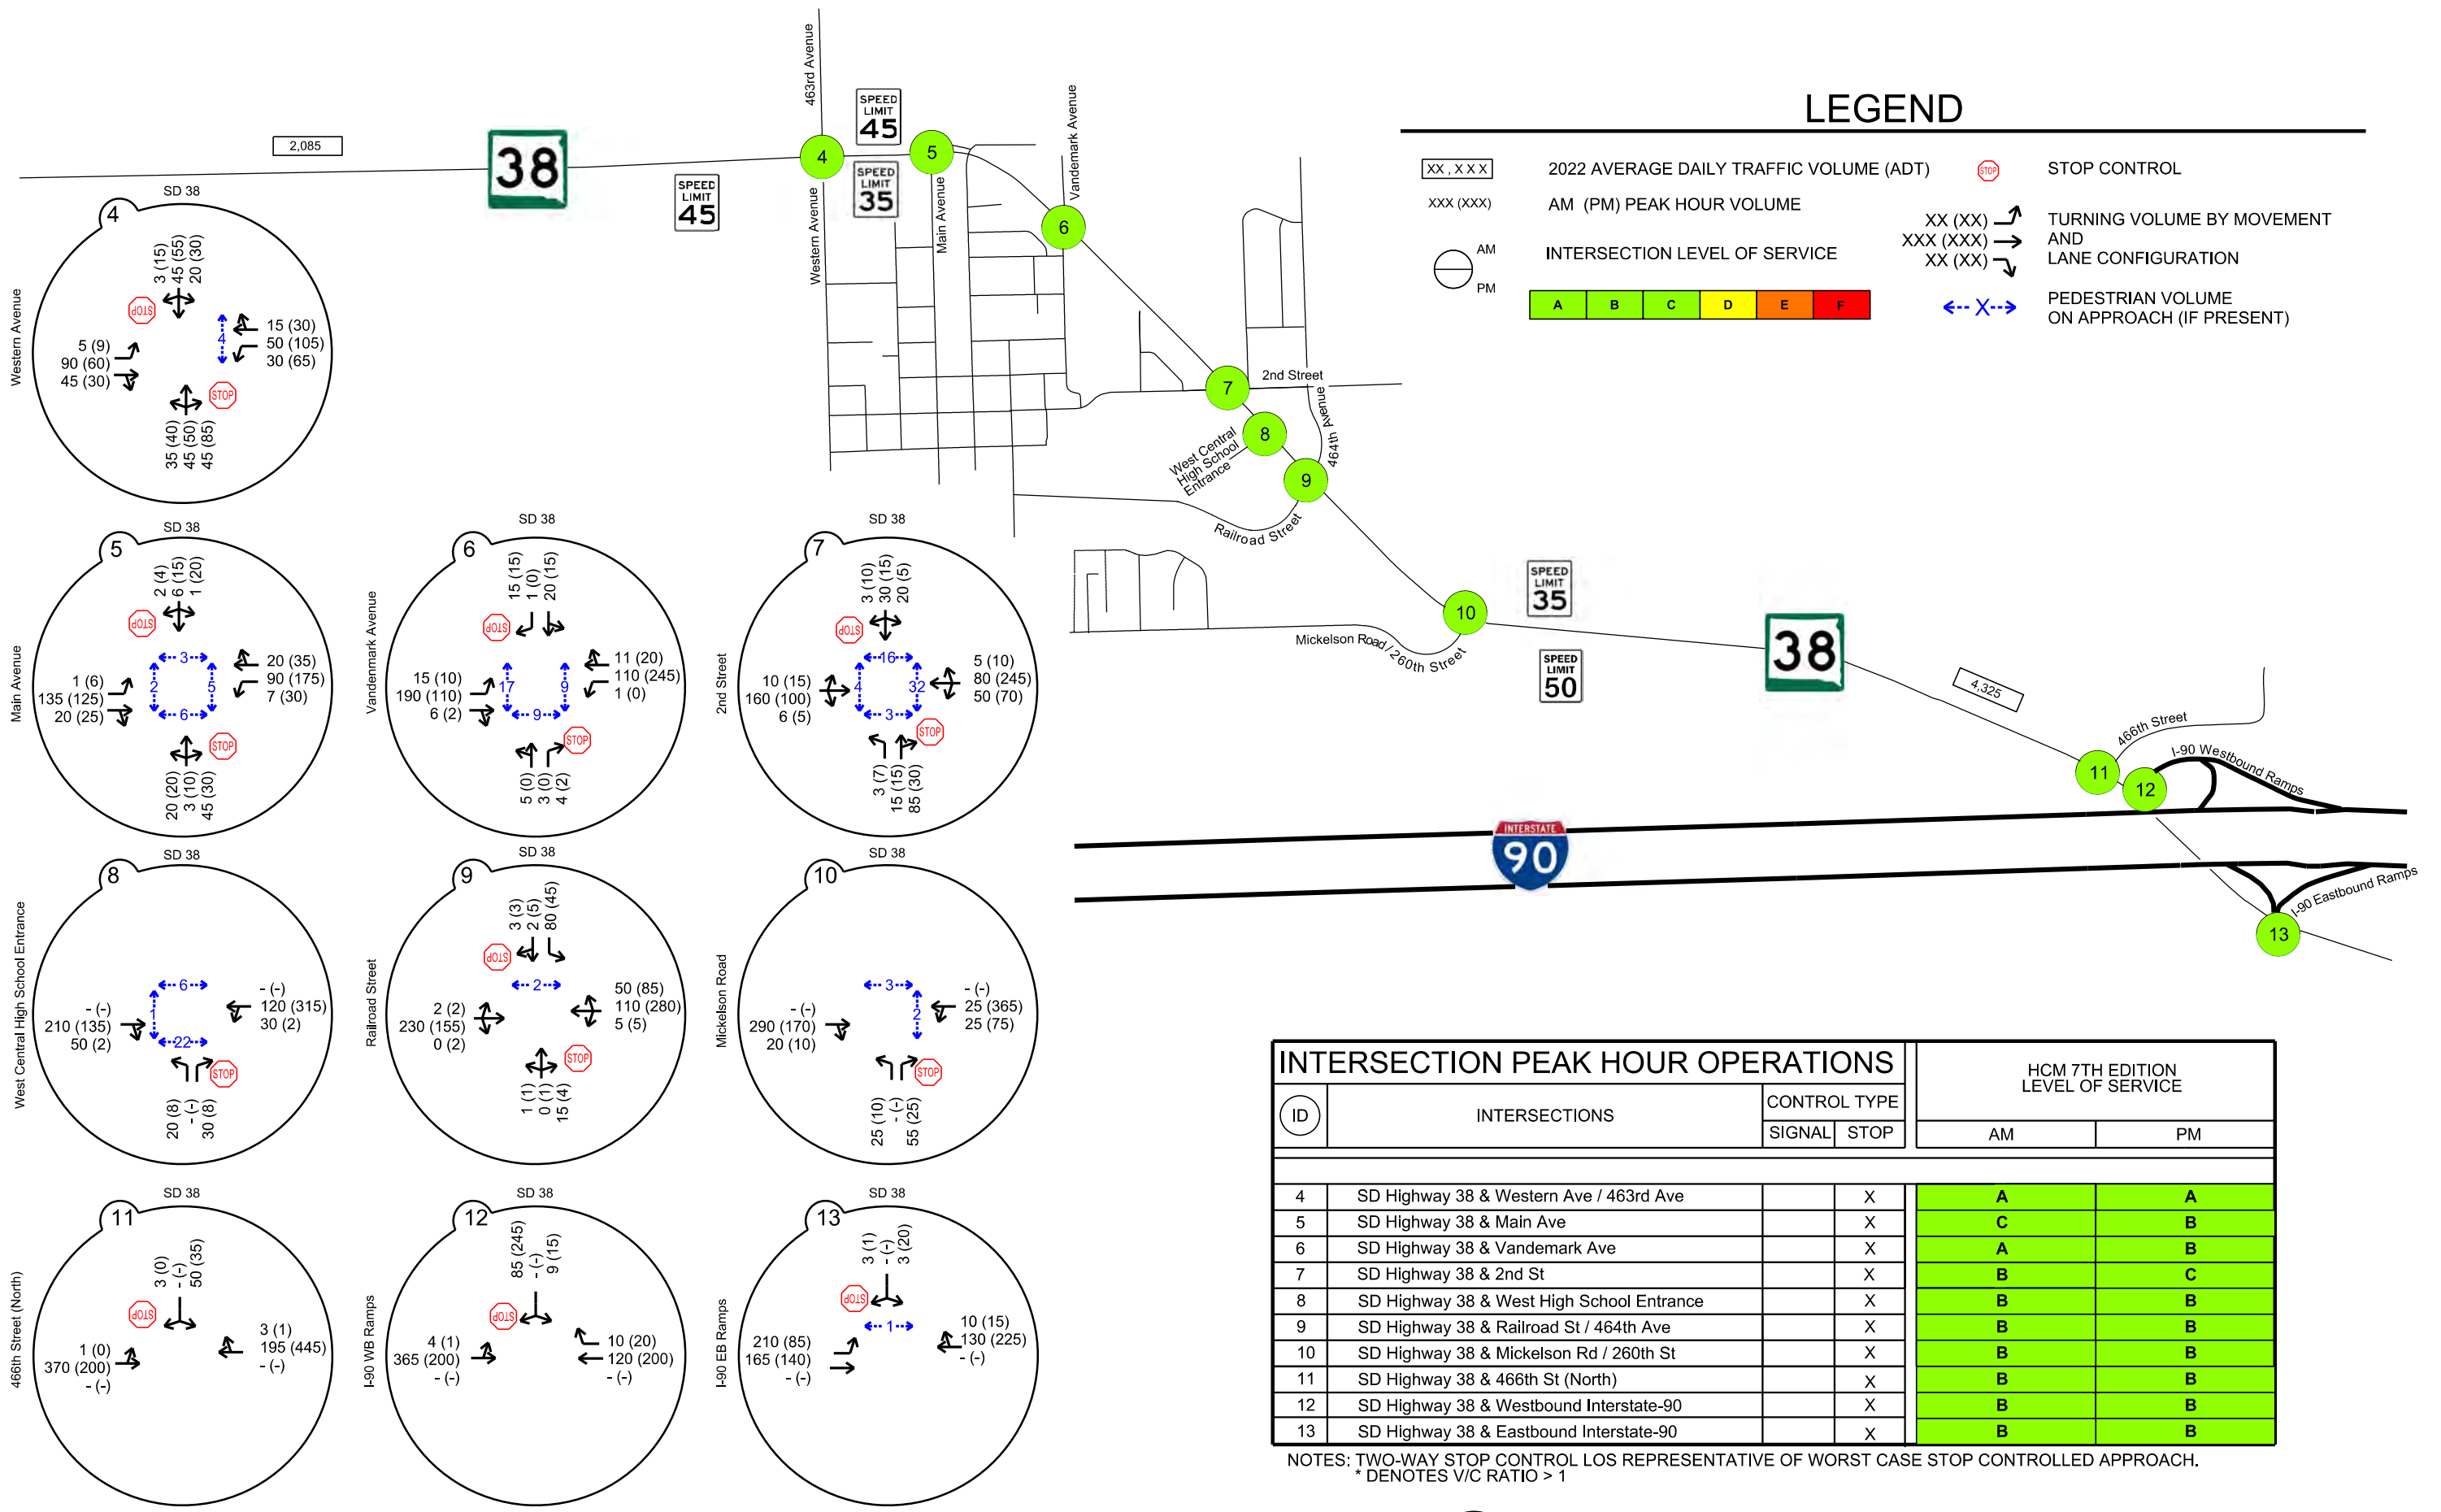 LEGEND
XX,XXX
2022 AVERAGE DAILY TRAFFIC VOLUME (ADT)
XXX (XXX)
AM (PM) PEAK HOUR VOLUME
AM
PM
INTERSECTION LEVEL OF SERVICE
A B C D E F
STOP
STOP CONTROL
XX (XX)
XXX (XXX)
XX (XX)
TURNING VOLUME BY MOVEMENT
AND
LANE CONFIGURATION
X
PEDESTRIAN VOLUME
ON APPROACH (IF PRESENT)
2,085
38
SPEED
LIMIT
45
463rd Avenue
4
SPEED
LIMIT
45
SPEED
LIMIT
35
5
Western Avenue
Main Avenue
Vandemark Avenue
6
7
2nd Street
8
West Central
High School
Entrance
464th Avenue
9
Railroad Street
10
Mickelson Road / 260th Street
SPEED
LIMIT
35
SPEED
LIMIT
50
38
4,325
466th Street
11
12
I-90 Westbound Ramps
INTERSTATE
90
13
I-90 Eastbound Ramps
4
SD 38
Western Avenue
3 (15)
45 (55)
20 (30)
STOP
5 (9)
90 (60)
45 (30)
4
15 (30)
50 (105)
30 (65)
STOP
35 (40)
45 (50)
45 (85)
5
SD 38
Main Avenue
2 (4)
6 (15)
1 (20)
STOP
1 (6)
135 (125)
20 (25)
3
2
5
6
20 (35)
90 (175)
7 (30)
STOP
20 (20)
3 (10)
45 (30)
6
SD 38
Vandenmark Avenue
15 (15)
1 (0)
20 (15)
STOP
15 (10)
190 (110)
6 (2)
17
9
9
11 (20)
110 (245)
1 (0)
STOP
5 (0)
3 (0)
4 (2)
7
SD 38
2nd Street
3 (10)
30 (15)
20 (5)
STOP
10 (15)
160 (100)
6 (5)
16
4
32
3
5 (10)
80 (245)
50 (70)
STOP
3 (7)
15 (15)
85 (30)
8
SD 38
West Central High School Entrance
- (-)
210 (135)
50 (2)
6
1
22
- (-)
120 (315)
30 (2)
STOP
20 (8)
- (-)
30 (8)
9
SD 38
Railroad Street
3 (3)
2 (5)
80 (45)
STOP
2
2 (2)
230 (155)
0 (2)
50 (85)
110 (280)
5 (5)
STOP
1 (1)
0 (1)
15 (4)
10
SD 38
Mickelson Road
- (-)
290 (170)
20 (10)
3
2
- (-)
25 (365)
25 (75)
STOP
25 (10)
- (-)
55 (25)
11
SD 38
466th Street (North)
3 (0)
- (-)
50 (35)
STOP
1 (0)
370 (200)
- (-)
3 (1)
195 (445)
- (-)
12
SD 38
I-90 WB Ramps
85 (245)
- (-)
9 (15)
STOP
4 (1)
365 (200)
- (-)
10 (20)
120 (200)
- (-)
13
SD 38
I-90 EB Ramps
3 (1)
- (-)
3 (20)
STOP
1
210 (85)
165 (140)
- (-)
10 (15)
130 (225)
- (-)
INTERSECTION PEAK HOUR OPERATIONS
HCM 7TH EDITION
LEVEL OF SERVICE
ID INTERSECTIONS CONTROL TYPE
SIGNAL STOP AM PM
4 SD Highway 38 & Western Ave / 463rd Ave X A A
5 SD Highway 38 & Main Ave X C B
6 SD Highway 38 & Vandemark Ave X A B
7 SD Highway 38 & 2nd St X B C
8 SD Highway 38 & West High School Entrance X B B
9 SD Highway 38 & Railroad St / 464th Ave X B B
10 SD Highway 38 & Mickelson Rd / 260th St X B B
11 SD Highway 38 & 466th St (North) X B B
12 SD Highway 38 & Westbound Interstate-90 X B B
13 SD Highway 38 & Eastbound Interstate-90 X B B
NOTES: TWO-WAY STOP CONTROL LOS REPRESENTATIVE OF WORST CASE STOP CONTROLLED APPROACH.
* DENOTES V/C RATIO > 1